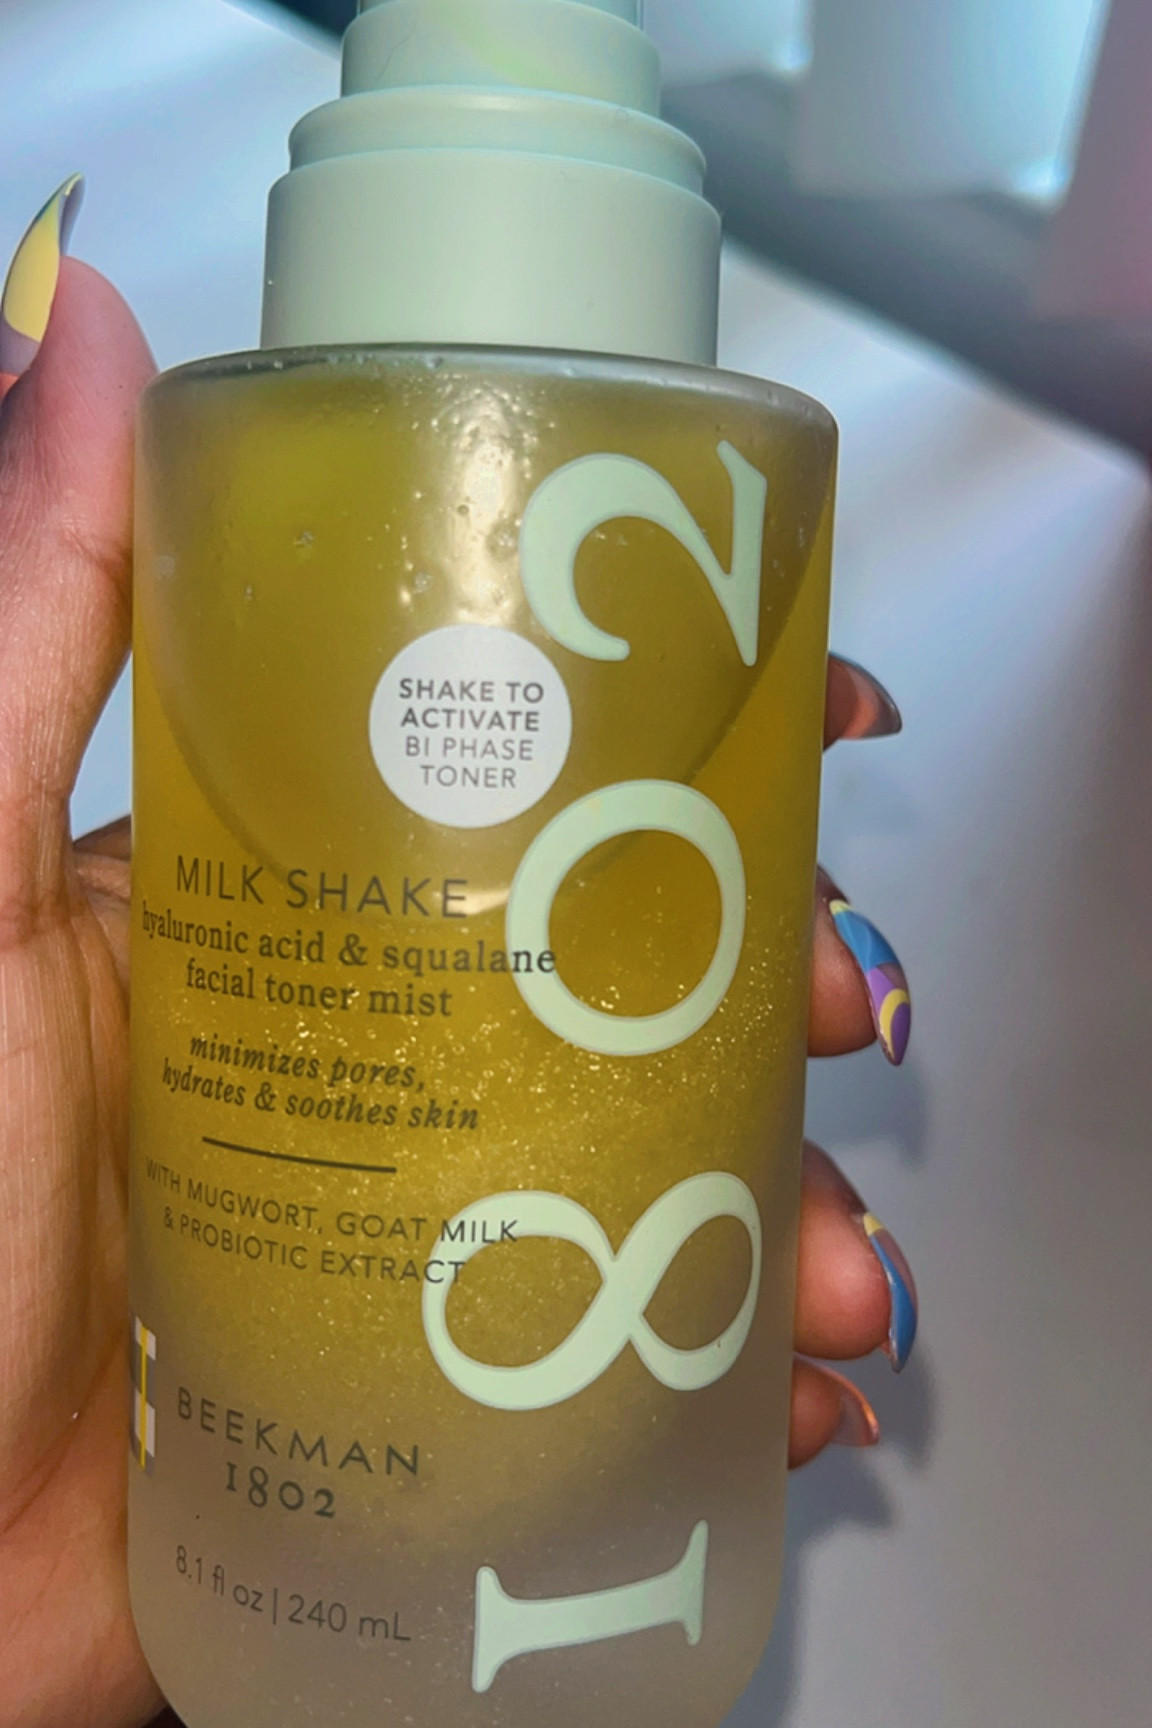 SHAKE TO
ACTIVATE
BI PHASE
TONER
MILK SHAKE
hyaluronic acid & squalane
facial toner mist
minimizes pores,
hydrates & soothes skin
WITH MUGWORT, GOAT MILK
& PROBIOTIC EXTRACT
BEEKMAN
1802
8.1 fl oz | 240 mL
1802